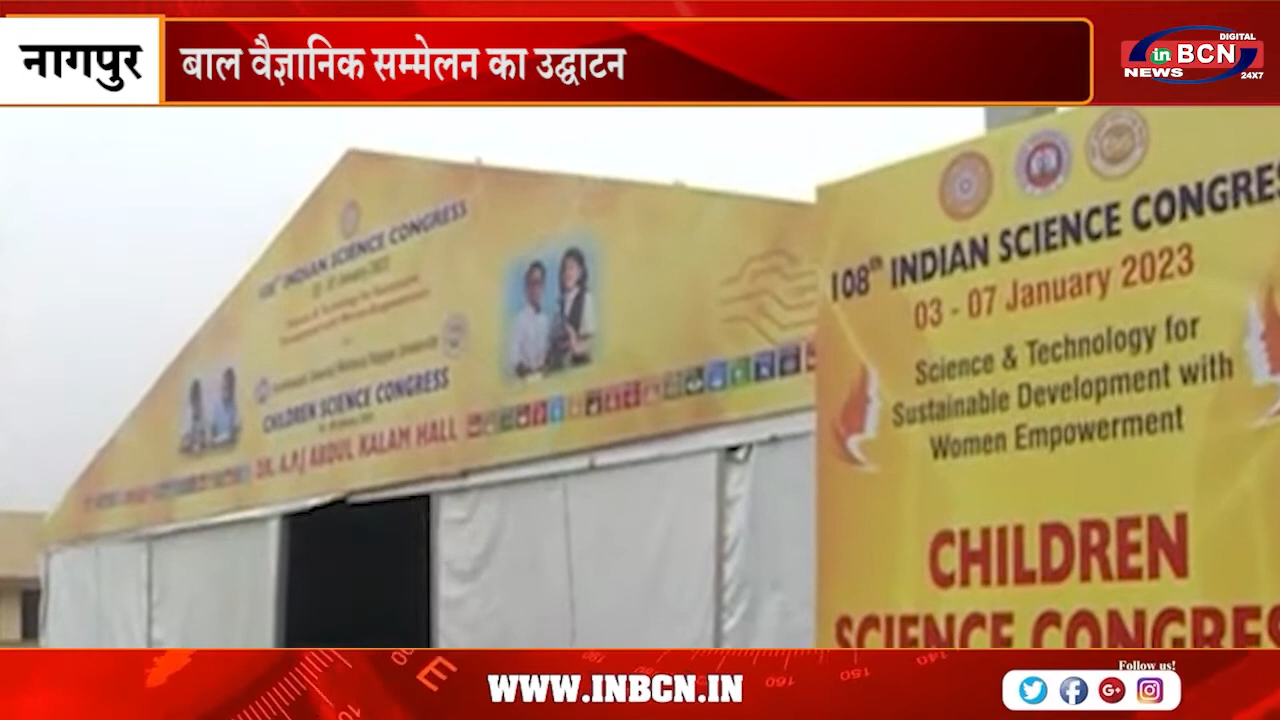 नागपुर
बाल वैज्ञानिक सम्मेलन का उद्घाटन
DIGITAL
in BCN
NEWS
24X7
108th INDIAN SCIENCE CONGRESS
CHILDREN SCIENCE CONGRESS
DR. A.P.J ABDUL KALAM HALL
108th INDIAN SCIENCE CONGRES
03 - 07 January 2023
Science & Technology for
Sustainable Development with
Women Empowerment
CHILDREN
SCIENCE CONGRES
WWW.INBCN.IN
Follow us!